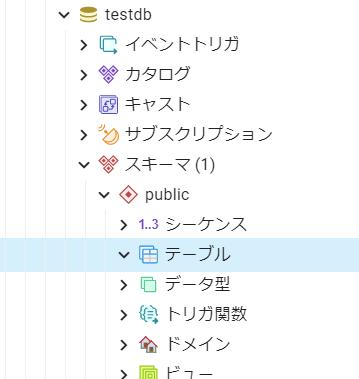 testdb
イベントトリガ
カタログ
キャスト
サブスクリプション
スキーマ (1)
public
1..3 シーケンス
テーブル
データ型
トリガ関数
ドメイン
ビュー